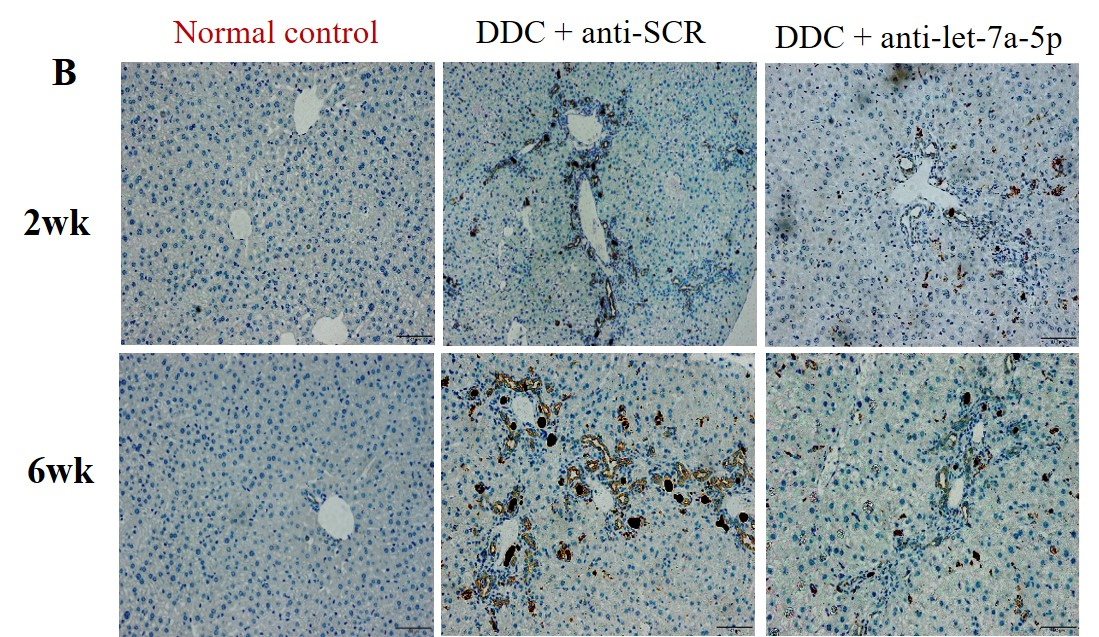 Normal control DDC + anti-SCR DDC + anti-let-7a-5p
B
2wk
6wk